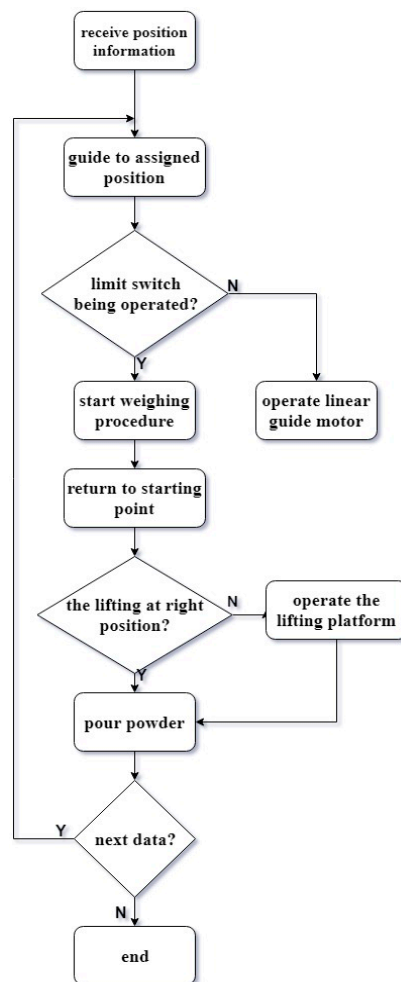 receive position
information
guide to assigned
position
limit switch
being operated?
N
Y
start weighing
procedure
operate linear
guide motor
return to starting
point
the lifting at right
position?
N
operate the
lifting platform
Y
pour powder
Y
next data?
N
end